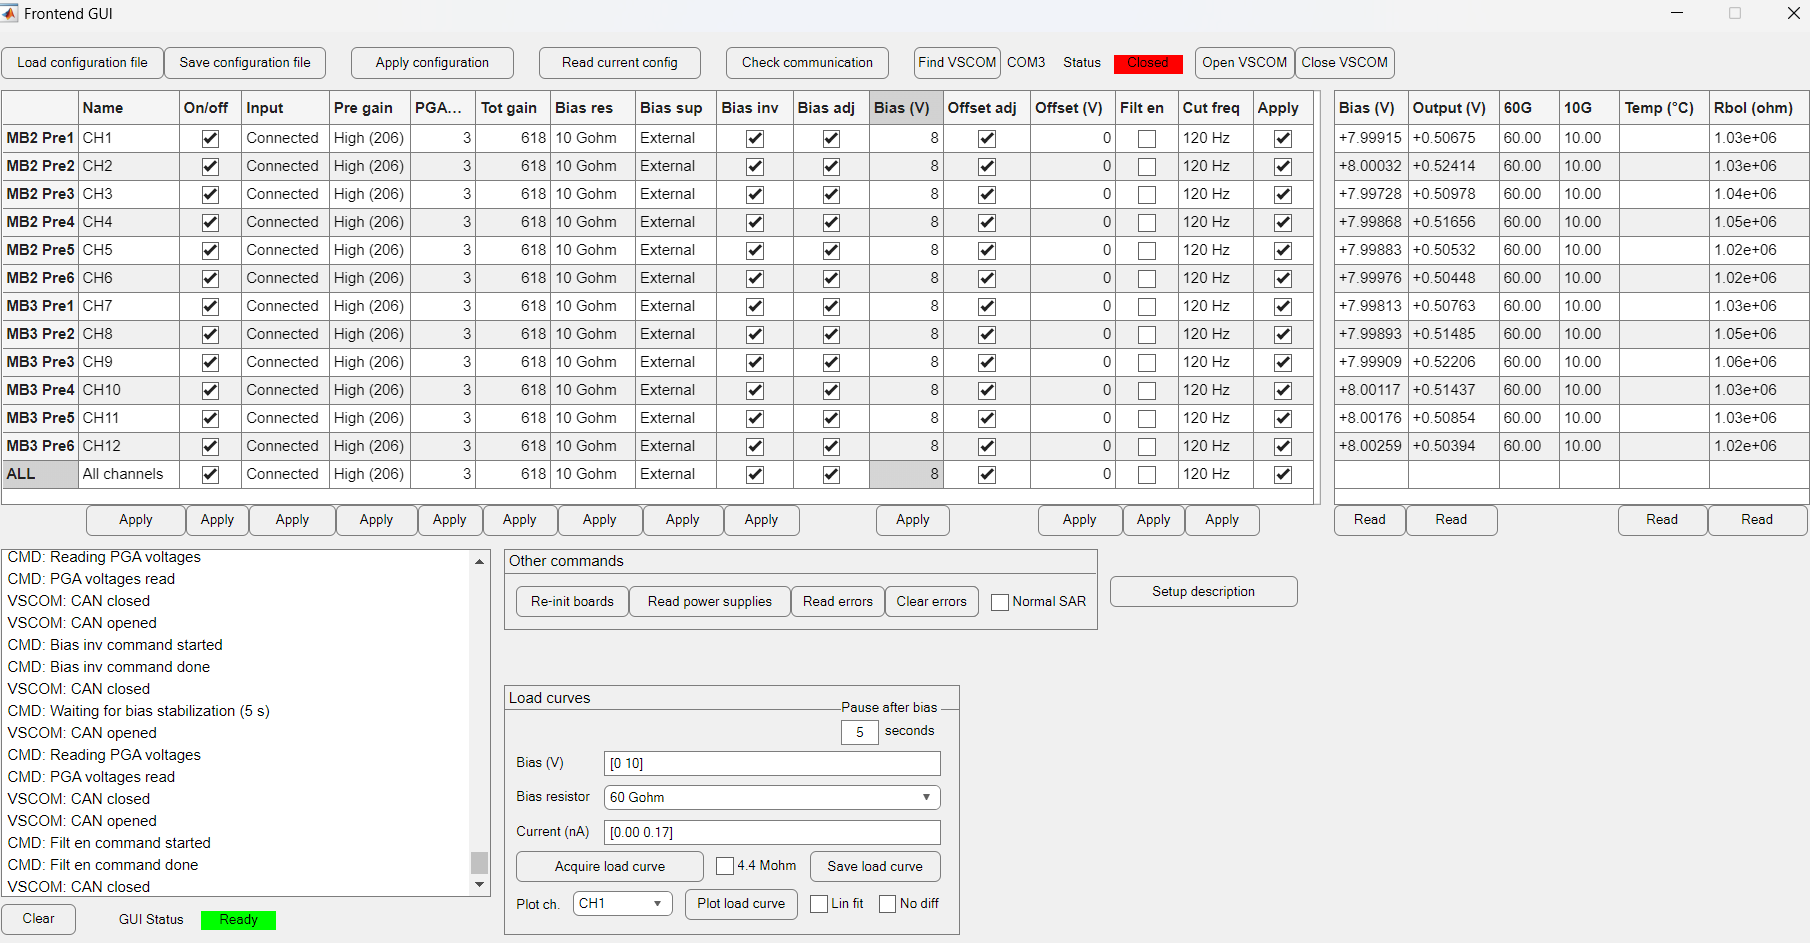 Frontend GUI
Load configuration file Save configuration file Apply configuration Read current config Check communication Find VSCOM COM3 Status Closed Open VSCOM Close VSCOM
Name On/off Input Pre gain PGA... Tot gain Bias res Bias sup Bias inv Bias adj Bias (V) Offset adj Offset (V) Filt en Cut freq Apply Bias (V) Output (V) 60G 10G Temp (°C) Rbol (ohm)
MB2 Pre1 CH1 Connected High (206) 3 618 10 Gohm External 8 0 120 Hz +7.99915 +0.50675 60.00 10.00 1.03e+06
MB2 Pre2 CH2 Connected High (206) 3 618 10 Gohm External 8 0 120 Hz +8.00032 +0.52414 60.00 10.00 1.03e+06
MB2 Pre3 CH3 Connected High (206) 3 618 10 Gohm External 8 0 120 Hz +7.99728 +0.50978 60.00 10.00 1.04e+06
MB2 Pre4 CH4 Connected High (206) 3 618 10 Gohm External 8 0 120 Hz +7.99868 +0.51656 60.00 10.00 1.05e+06
MB2 Pre5 CH5 Connected High (206) 3 618 10 Gohm External 8 0 120 Hz +7.99883 +0.50532 60.00 10.00 1.02e+06
MB2 Pre6 CH6 Connected High (206) 3 618 10 Gohm External 8 0 120 Hz +7.99976 +0.50448 60.00 10.00 1.02e+06
MB3 Pre1 CH7 Connected High (206) 3 618 10 Gohm External 8 0 120 Hz +7.99813 +0.50763 60.00 10.00 1.03e+06
MB3 Pre2 CH8 Connected High (206) 3 618 10 Gohm External 8 0 120 Hz +7.99893 +0.51485 60.00 10.00 1.05e+06
MB3 Pre3 CH9 Connected High (206) 3 618 10 Gohm External 8 0 120 Hz +7.99909 +0.52206 60.00 10.00 1.06e+06
MB3 Pre4 CH10 Connected High (206) 3 618 10 Gohm External 8 0 120 Hz +8.00117 +0.51437 60.00 10.00 1.03e+06
MB3 Pre5 CH11 Connected High (206) 3 618 10 Gohm External 8 0 120 Hz +8.00176 +0.50854 60.00 10.00 1.03e+06
MB3 Pre6 CH12 Connected High (206) 3 618 10 Gohm External 8 0 120 Hz +8.00259 +0.50394 60.00 10.00 1.02e+06
ALL All channels Connected High (206) 3 618 10 Gohm External 8 0 120 Hz
Apply Apply Apply Apply Apply Apply Apply Apply Apply Apply Apply Apply Apply Read Read Read Read
CMD: Reading PGA voltages
CMD: PGA voltages read
VSCOM: CAN closed
VSCOM: CAN opened
CMD: Bias inv command started
CMD: Bias inv command done
VSCOM: CAN closed
CMD: Waiting for bias stabilization (5 s)
VSCOM: CAN opened
CMD: Reading PGA voltages
CMD: PGA voltages read
VSCOM: CAN closed
VSCOM: CAN opened
CMD: Filt en command started
CMD: Filt en command done
VSCOM: CAN closed
Clear GUI Status Ready
Other commands
Re-init boards Read power supplies Read errors Clear errors Normal SAR
Setup description
Load curves
Pause after bias
5 seconds
Bias (V) [0 10]
Bias resistor 60 Gohm
Current (nA) [0.00 0.17]
Acquire load curve 4.4 Mohm Save load curve
Plot ch. CH1 Plot load curve Lin fit No diff